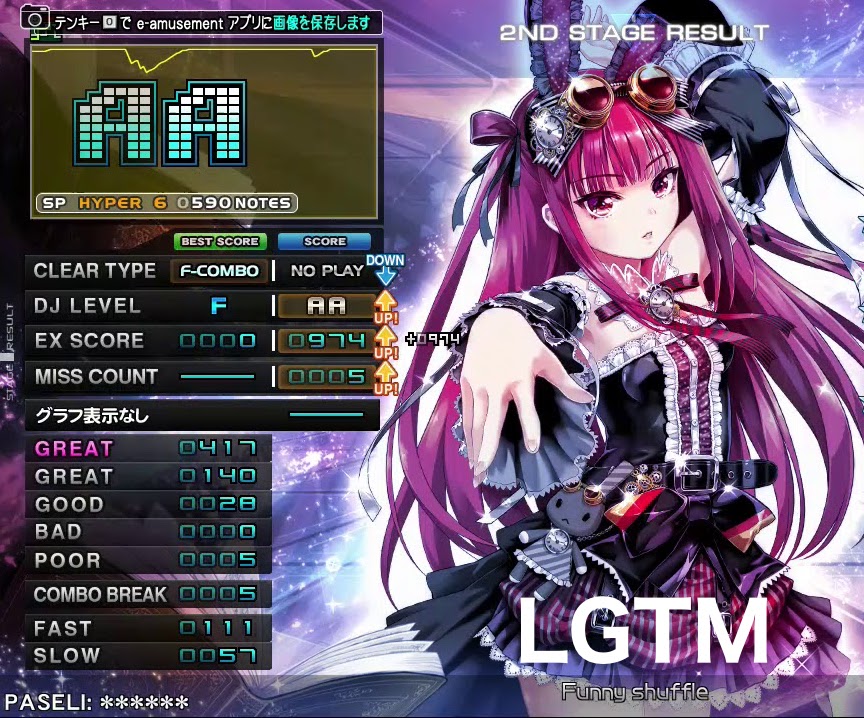 テンキー0で e-amusement アプリに画像を保存します
2ND STAGE RESULT
AA
SP HYPER 6 0590NOTES
BEST SCORE SCORE
CLEAR TYPE F-COMBO NO PLAY DOWN
DJ LEVEL F AA UP!
EX SCORE 0000 0974 UP! +0974
MISS COUNT 0005 UP!
グラフ表示なし
STAGE RESULT
GREAT 0417
GREAT 0140
GOOD 0028
BAD 0000
POOR 0005
COMBO BREAK 0005
FAST 0111
SLOW 0057
LGTM
Funny shuffle
PASELI: ******